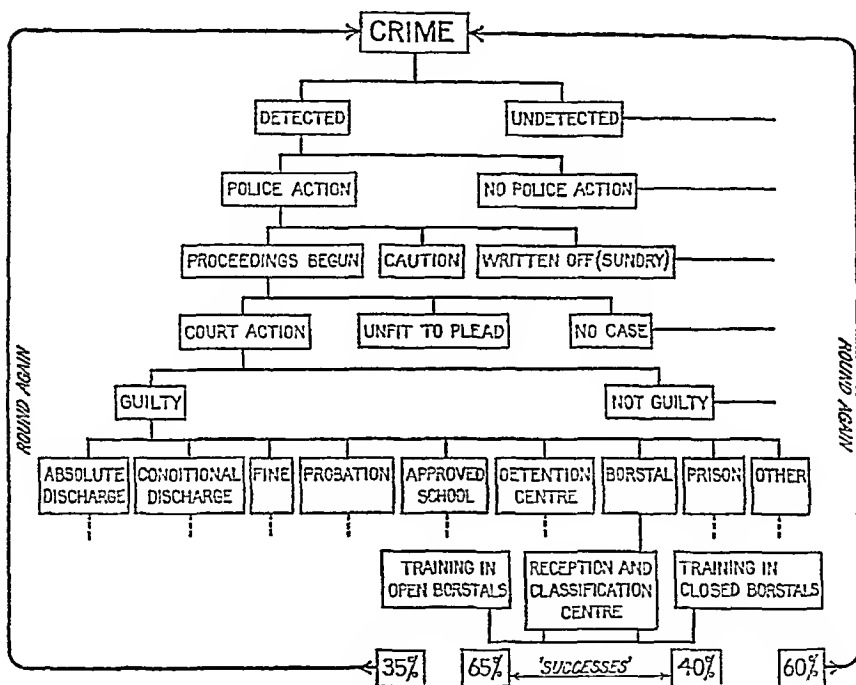 CRIME
DETECTED
UNDETECTED
POLICE ACTION
NO POLICE ACTION
PROCEEDINGS BEGUN
CAUTION
WRITTEN OFF (SUNDRY)
COURT ACTION
UNFIT TO PLEAD
NO CASE
ROUND AGAIN
ROUND AGAIN
GUILTY
NOT GUILTY
ABSOLUTE
DISCHARGE
CONDITIONAL
DISCHARGE
FINE
PROBATION
APPROVED
SCHOOL
DETENTION
CENTRE
BORSTAL
PRISON
OTHER
TRAINING IN
OPEN BORSTALS
RECEPTION AND
CLASSIFICATION
CENTRE
TRAINING IN
CLOSED BORSTALS
35%
65%
'SUCCESSES'
40%
60%